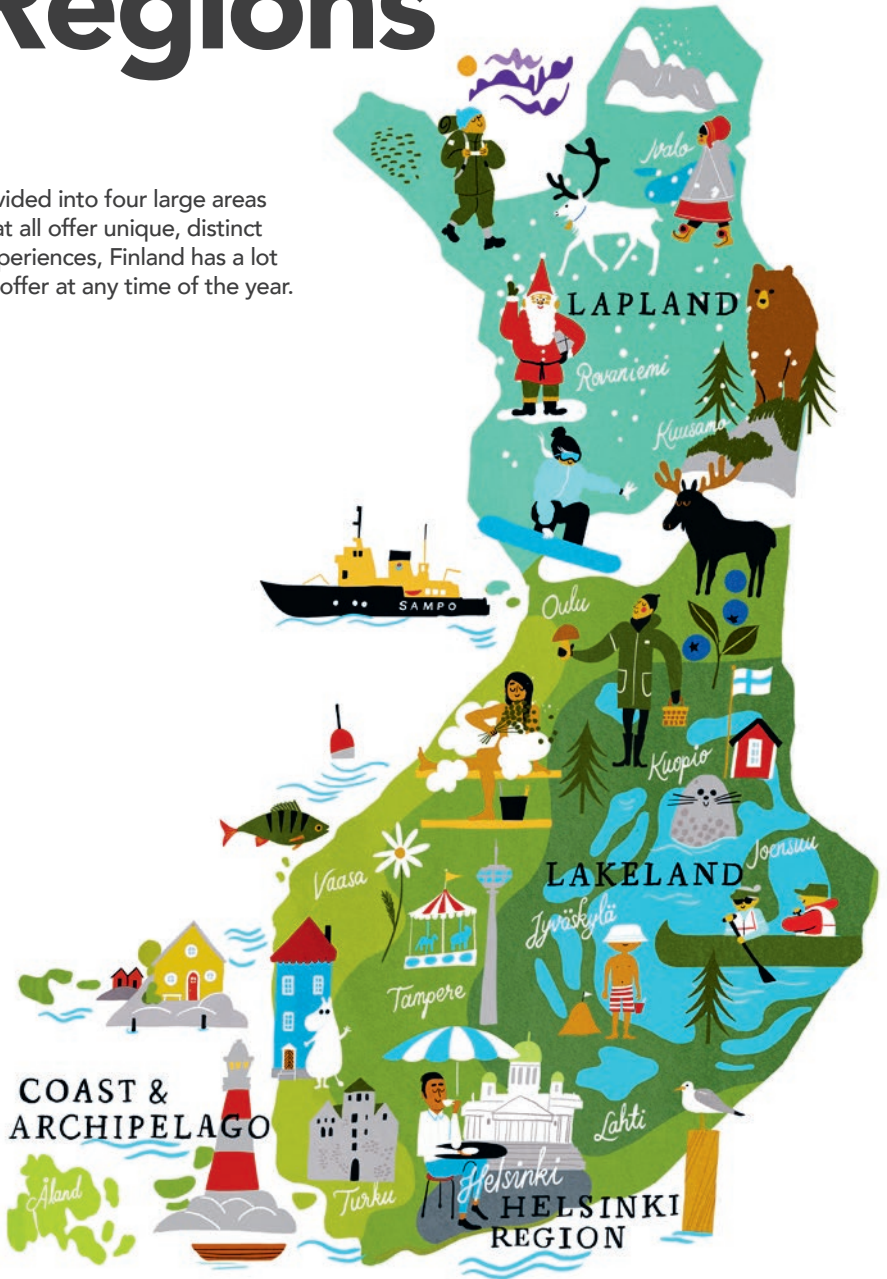 Regions
vided into four large areas
at all offer unique, distinct
periences, Finland has a lot
offer at any time of the year.
Ivalo
LAPLAND
Rovaniemi
Kuusamo
SAMPO
Oulu
Kuopio
Joensuu
LAKELAND
Vaasa
Jyväskylä
Tampere
COAST &
ARCHIPELAGO
Lahti
Åland
Turku
Helsinki
HELSINKI
REGION